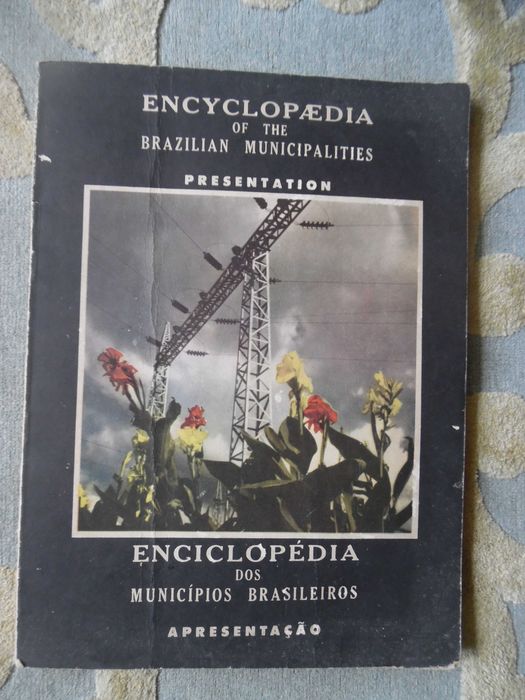 ENCYCLOPÆDIA
OF THE
BRAZILIAN MUNICIPALITIES
PRESENTATION
ENCICLOPÉDIA
DOS
MUNICÍPIOS BRASILEIROS
APRESENTAÇÃO